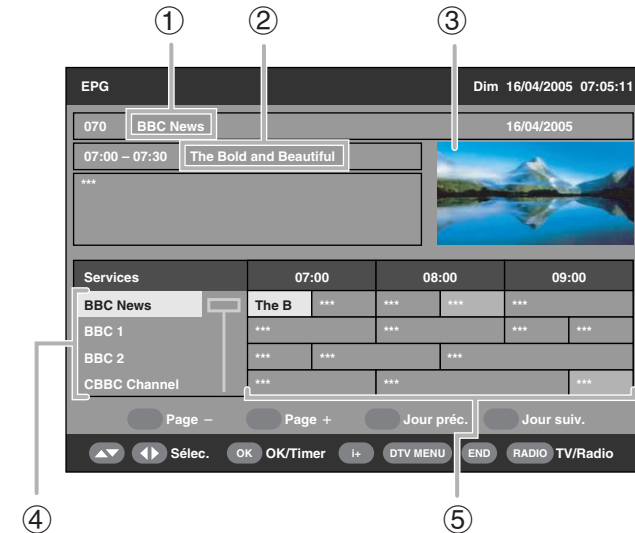 ① ② ③
EPG Dim 16/04/2005 07:05:11
070 BBC News 16/04/2005
07:00 – 07:30 The Bold and Beautiful
***
Services 07:00 08:00 09:00
BBC News The B *** *** *** ***
BBC 1 *** *** *** ***
BBC 2 *** *** ***
CBBC Channel *** *** ***
Page – Page + Jour préc. Jour suiv.
Sélec. OK OK/Timer i+ DTV MENU END RADIO TV/Radio
④ ⑤